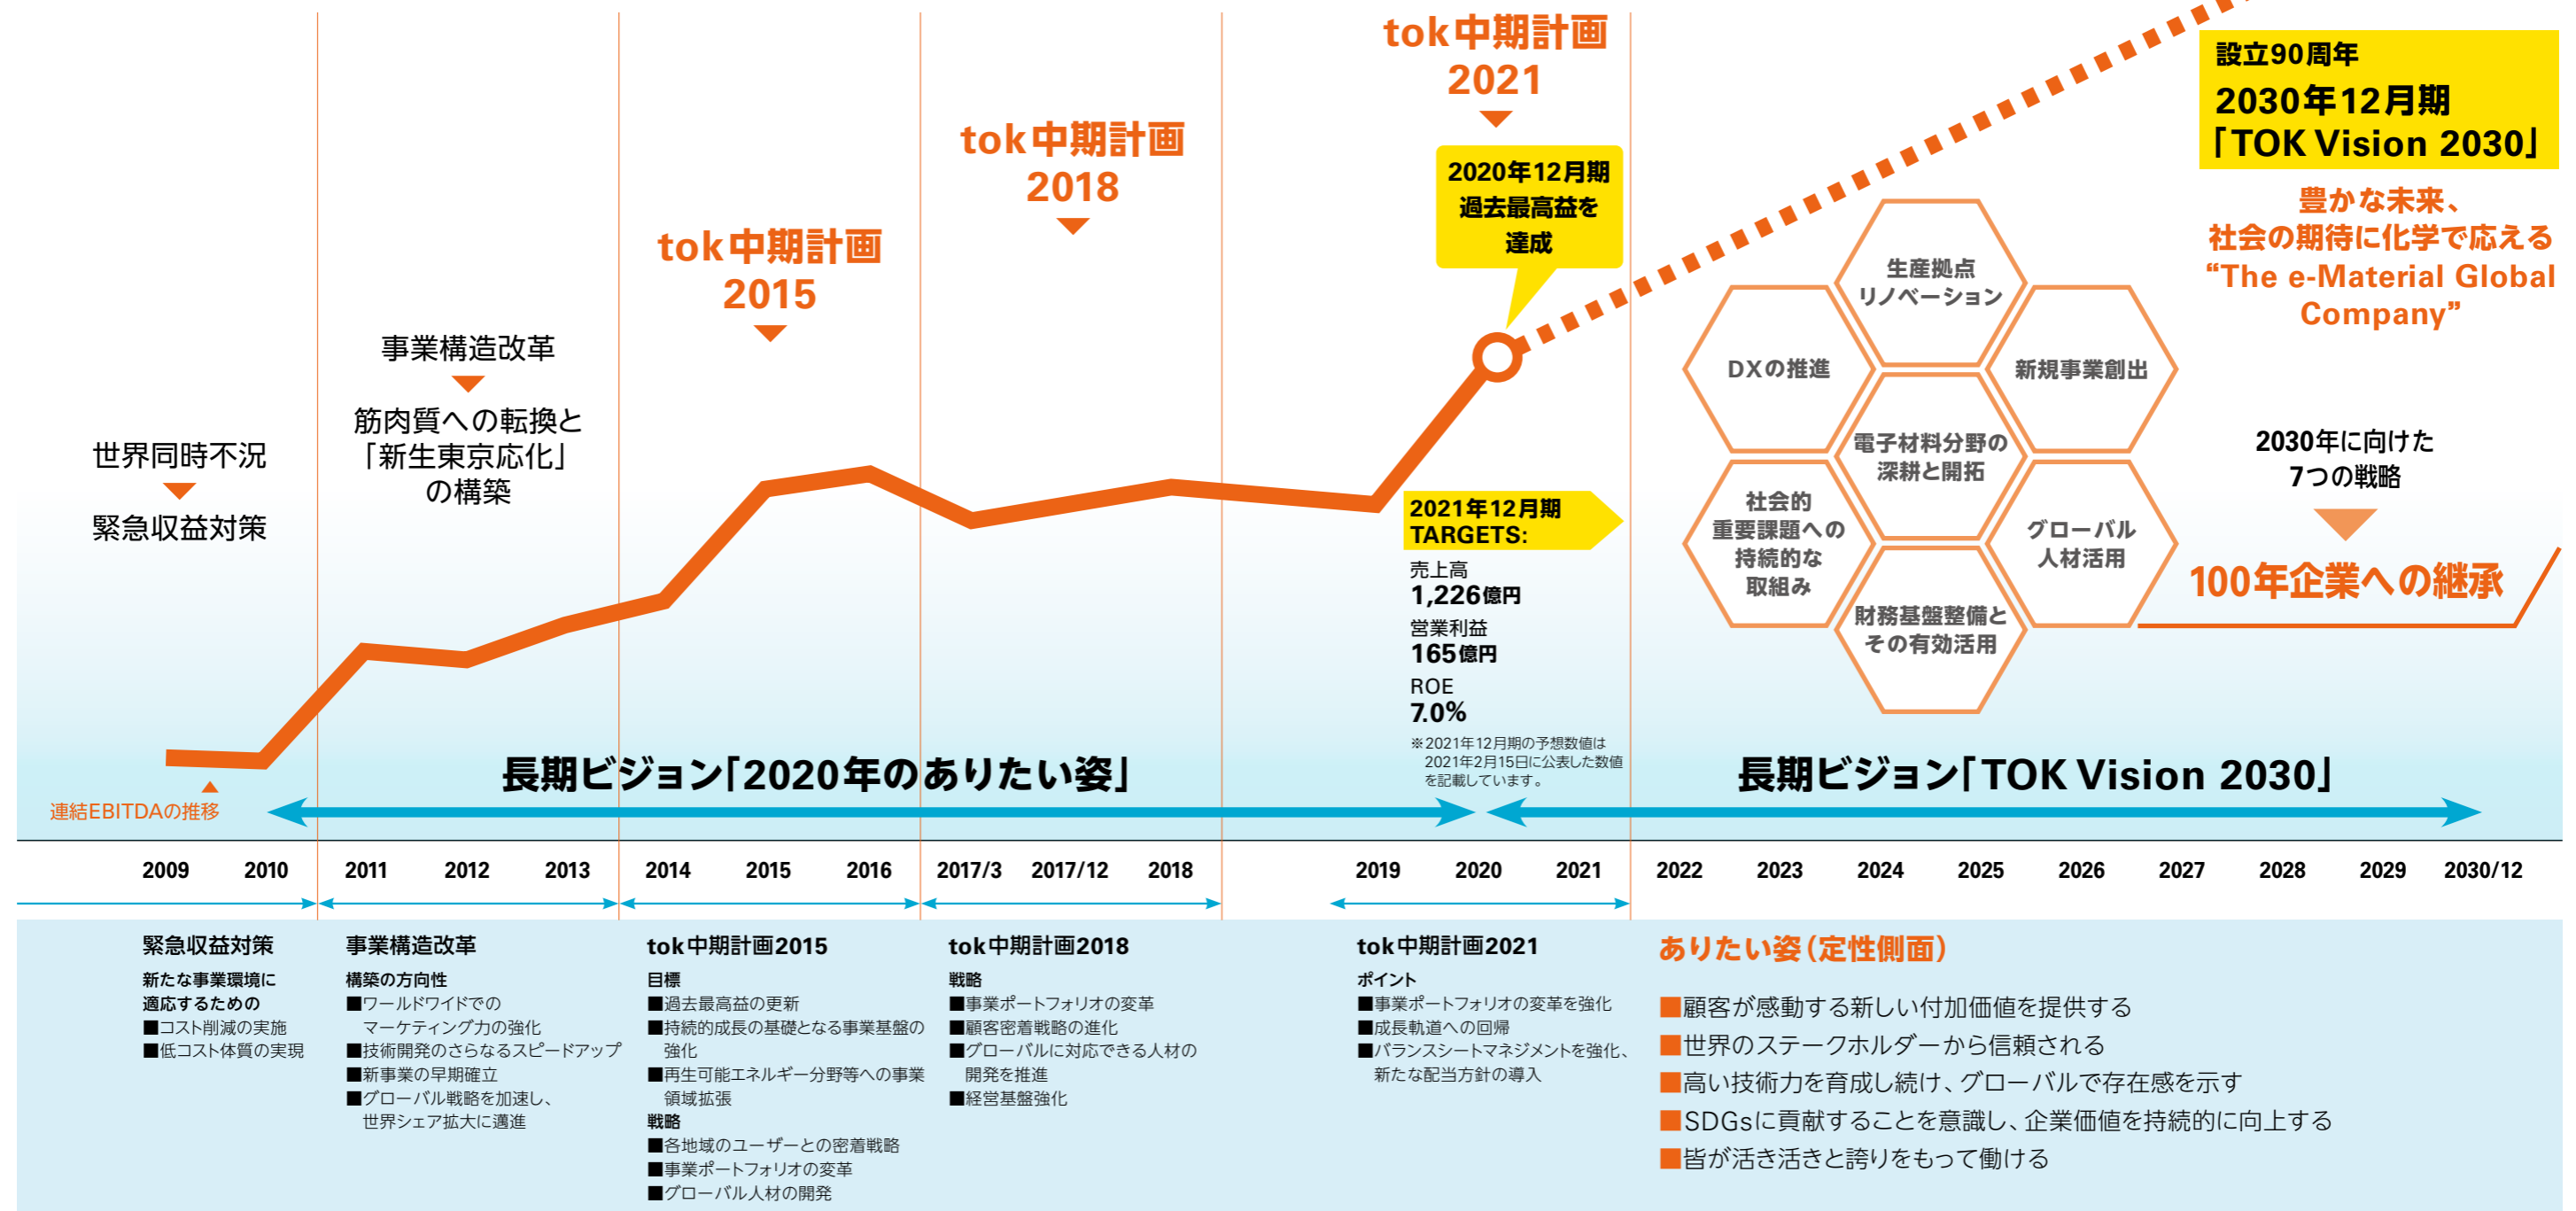 世界同時不況
緊急収益対策
事業構造改革
筋肉質への転換と
「新生東京応化」
の構築
tok中期計画
2015
tok中期計画
2018
tok中期計画
2021
2020年12月期
過去最高益を
達成
2021年12月期
TARGETS:
売上高
1,226億円
営業利益
165億円
ROE
7.0%
※2021年12月期の予想数値は
2021年2月15日に公表した数値
を記載しています。
設立90周年
2030年12月期
「TOK Vision 2030」
豊かな未来、
社会の期待に化学で応える
“The e-Material Global
Company”
生産拠点
リノベーション
DXの推進
新規事業創出
電子材料分野の
深耕と開拓
社会的
重要課題への
持続的な
取組み
グローバル
人材活用
財務基盤整備と
その有効活用
2030年に向けた
7つの戦略
100年企業への継承
連結EBITDAの推移
長期ビジョン「2020年のありたい姿」
長期ビジョン「TOK Vision 2030」
2009 2010 2011 2012 2013 2014 2015 2016 2017/3 2017/12 2018 2019 2020 2021 2022 2023 2024 2025 2026 2027 2028 2029 2030/12
緊急収益対策
新たな事業環境に
適応するための
■コスト削減の実施
■低コスト体質の実現
事業構造改革
構築の方向性
■ワールドワイドでの
マーケティング力の強化
■技術開発のさらなるスピードアップ
■新事業の早期確立
■グローバル戦略を加速し、
世界シェア拡大に邁進
tok中期計画2015
目標
■過去最高益の更新
■持続的成長の基礎となる事業基盤の
強化
■再生可能エネルギー分野等への事業
領域拡張
戦略
■各地域のユーザーとの密着戦略
■事業ポートフォリオの変革
■グローバル人材の開発
tok中期計画2018
戦略
■事業ポートフォリオの変革
■顧客密着戦略の進化
■グローバルに対応できる人材の
開発を推進
■経営基盤強化
tok中期計画2021
ポイント
■事業ポートフォリオの変革を強化
■成長軌道への回帰
■バランスシートマネジメントを強化、
新たな配当方針の導入
ありたい姿（定性側面）
■顧客が感動する新しい付加価値を提供する
■世界のステークホルダーから信頼される
■高い技術力を育成し続け、グローバルで存在感を示す
■SDGsに貢献することを意識し、企業価値を持続的に向上する
■皆が活き活きと誇りをもって働ける